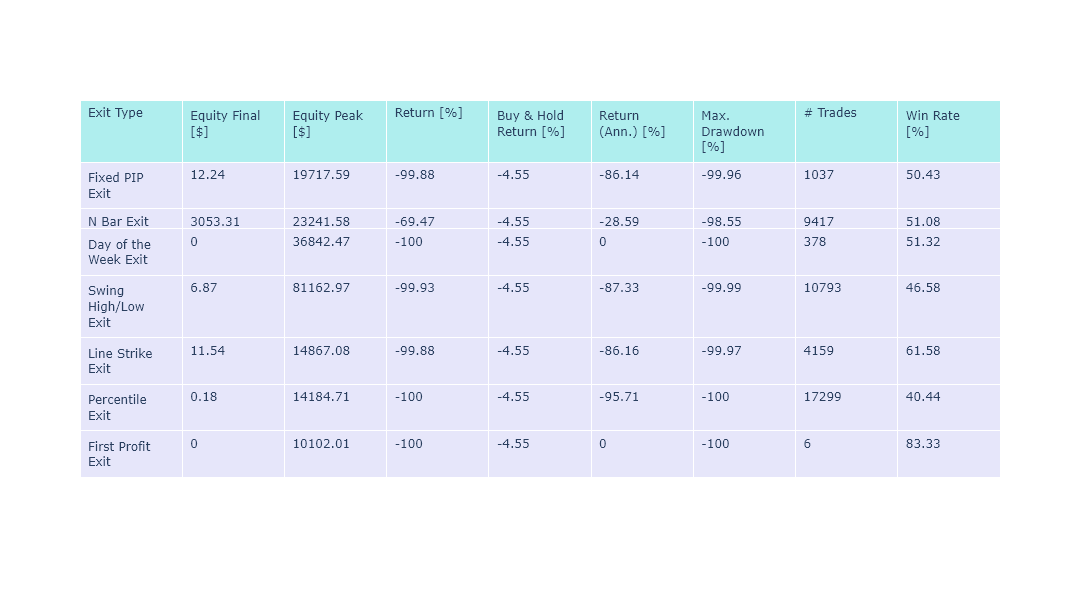 Exit Type Equity Final [$] Equity Peak [$] Return [%] Buy & Hold Return [%] Return (Ann.) [%] Max. Drawdown [%] # Trades Win Rate [%]
Fixed PIP Exit 12.24 19717.59 -99.88 -4.55 -86.14 -99.96 1037 50.43
N Bar Exit 3053.31 23241.58 -69.47 -4.55 -28.59 -98.55 9417 51.08
Day of the Week Exit 0 36842.47 -100 -4.55 0 -100 378 51.32
Swing High/Low Exit 6.87 81162.97 -99.93 -4.55 -87.33 -99.99 10793 46.58
Line Strike Exit 11.54 14867.08 -99.88 -4.55 -86.16 -99.97 4159 61.58
Percentile Exit 0.18 14184.71 -100 -4.55 -95.71 -100 17299 40.44
First Profit Exit 0 10102.01 -100 -4.55 0 -100 6 83.33